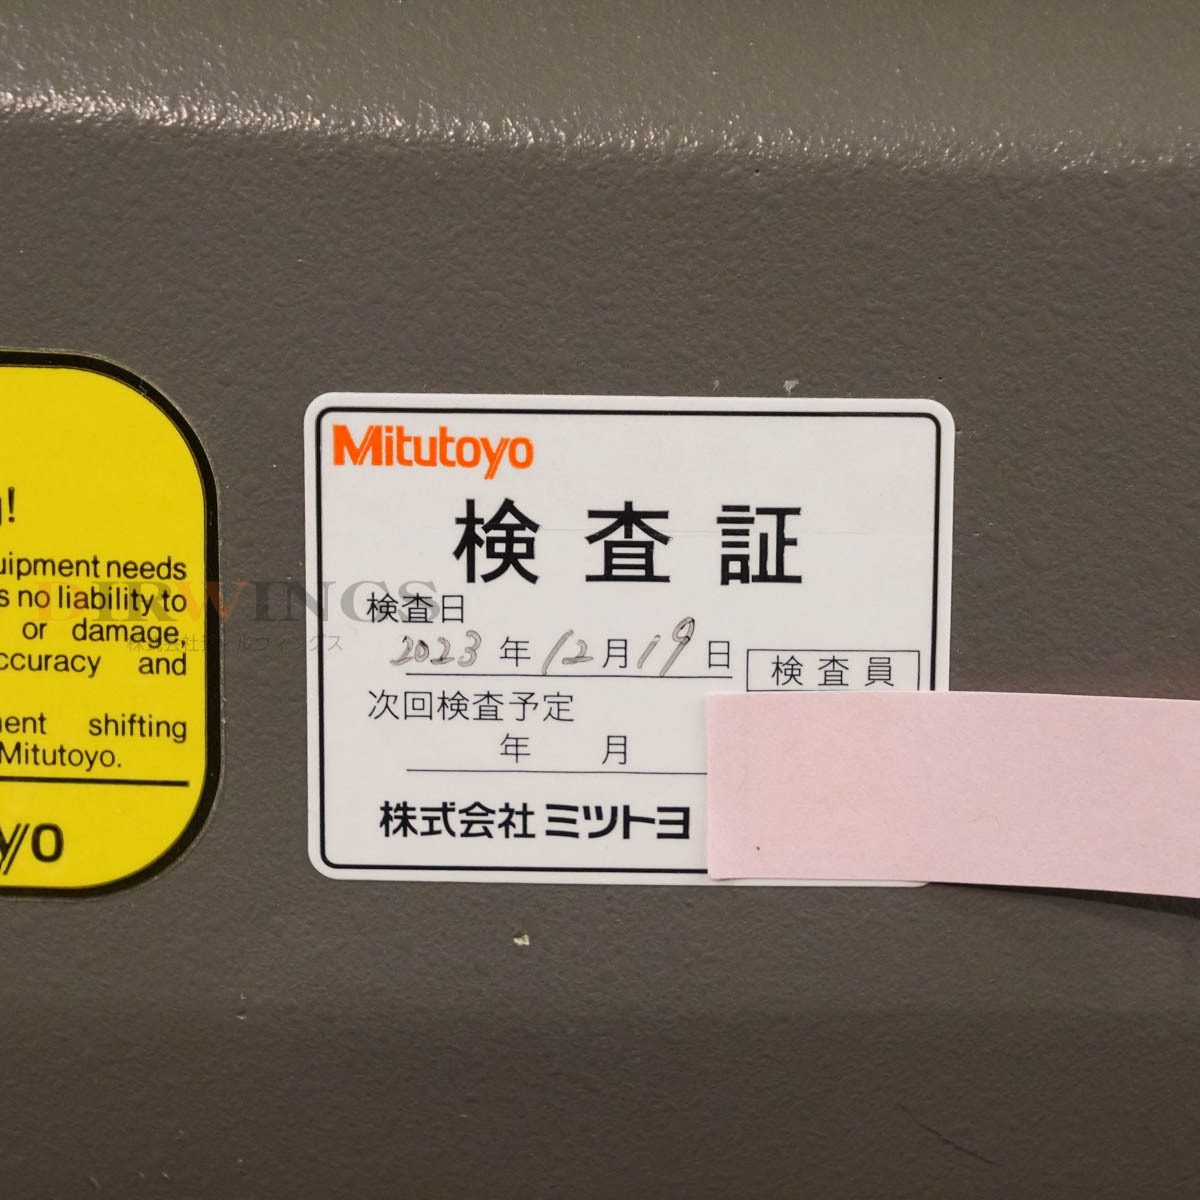 !
uipment needs
s no liability to
or damage,
ccuracy and
ent shifting
Mitutoyo.
yo
Mitutoyo
検査証
検査日
2023 年 12 月 19 日
検査員
次回検査予定
年 月
株式会社 ミツトヨ
DIRWINGS